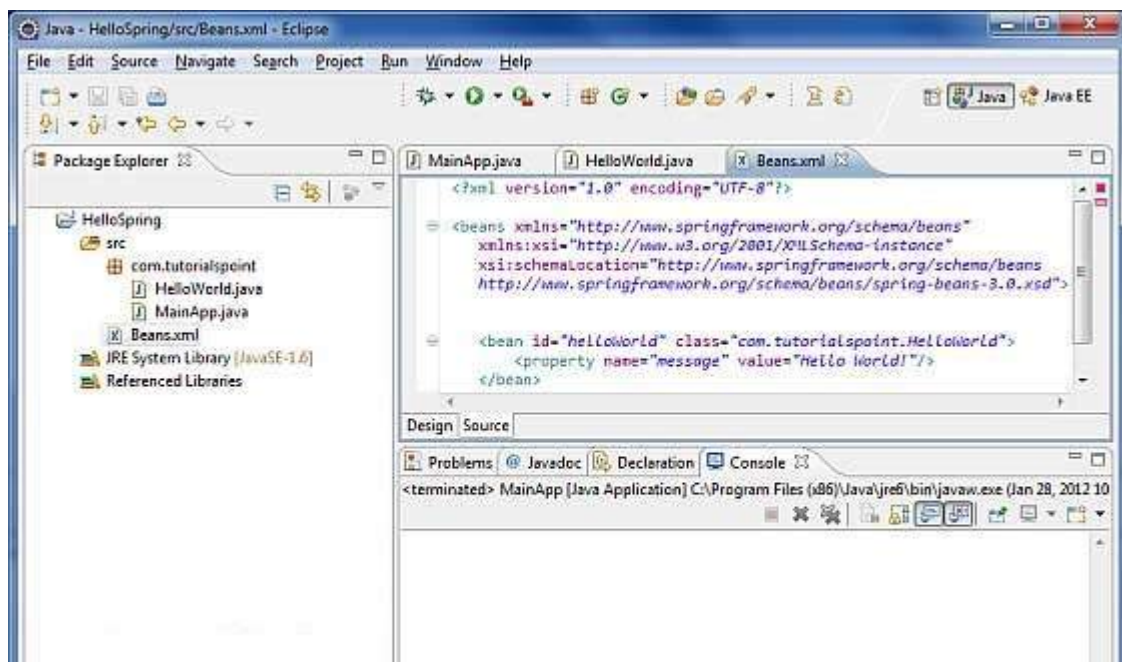 Java - HelloSpring/src/Beans.xml - Eclipse
File Edit Source Navigate Search Project Run Window Help
Java Java EE
Package Explorer
HelloSpring
src
com.tutorialspoint
HelloWorld.java
MainApp.java
Beans.xml
JRE System Library [JavaSE-1.6]
Referenced Libraries
MainApp.java HelloWorld.java Beans.xml
<?xml version="1.0" encoding="UTF-8"?>
<beans xmlns="http://www.springframework.org/schema/beans"
xmlns:xsi="http://www.w3.org/2001/XMLSchema-instance"
xsi:schemaLocation="http://www.springframework.org/schema/beans
http://www.springframework.org/schema/beans/spring-beans-3.0.xsd">
<bean id="helloWorld" class="com.tutorialspoint.HelloWorld">
<property name="message" value="Hello World!"/>
</bean>
Design Source
Problems @ Javadoc Declaration Console
<terminated> MainApp [Java Application] C:\Program Files (x86)\Java\jre6\bin\javaw.exe (Jan 28, 2012 10